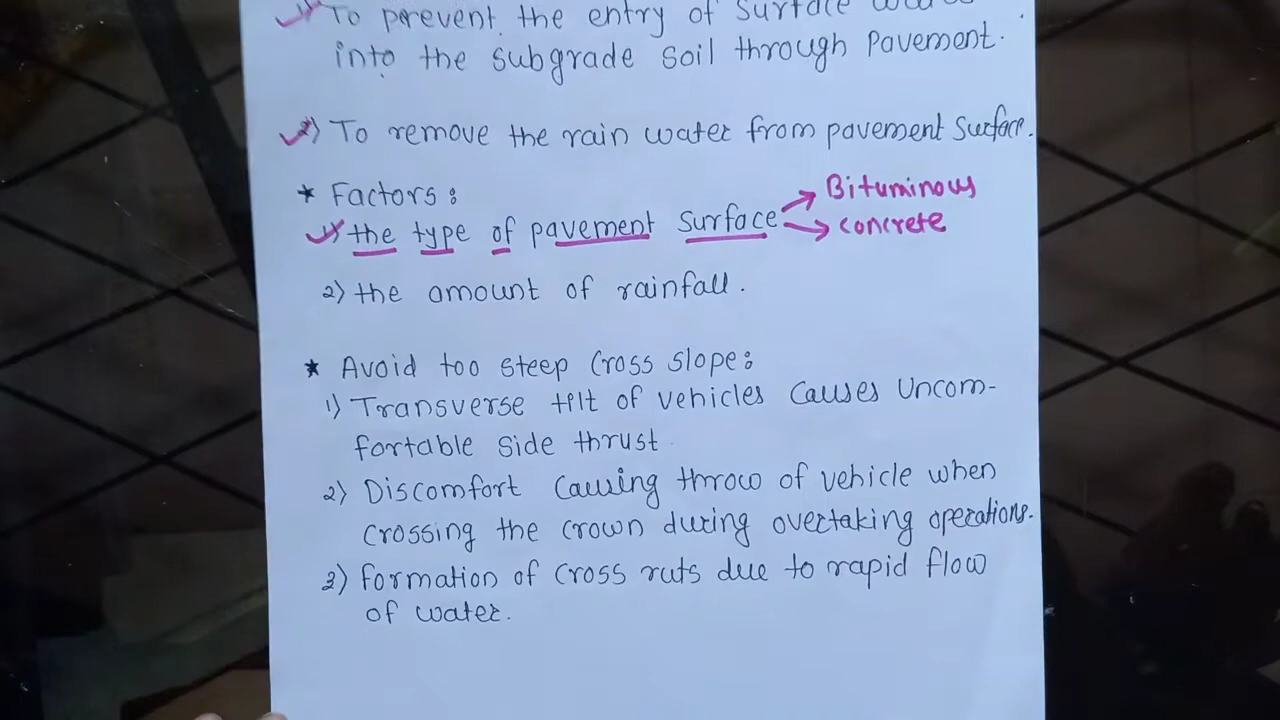 1) To prevent the entry of surface
into the subgrade soil through pavement.
2) To remove the rain water from pavement surface.
* Factors:
1) the type of pavement surface → Bituminous
→ concrete
2) the amount of rainfall.
* Avoid too steep Cross slope:
1) Transverse tilt of vehicles causes Uncom-
fortable side thrust
2) Discomfort causing throw of vehicle when
crossing the crown during overtaking operations.
3) formation of cross ruts due to rapid flow
of water.